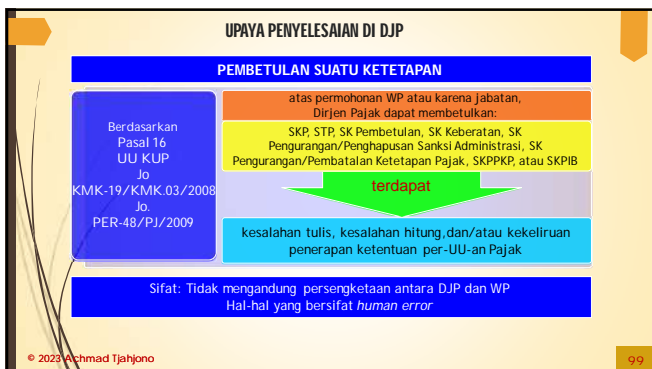 UPAYA PENYELESAIAN DI DJP
PEMBETULAN SUATU KETETAPAN
Berdasarkan
Pasal 16
UU KUP
Jo
KMK-19/KMK.03/2008
Jo.
PER-48/PJ/2009
atas permohonan WP atau karena jabatan,
Dirjen Pajak dapat membetulkan:
SKP, STP, SK Pembetulan, SK Keberatan, SK
Pengurangan/Penghapusan Sanksi Administrasi, SK
Pengurangan/Pembatalan Ketetapan Pajak, SKPPKP, atau SKPIB
terdapat
kesalahan tulis, kesalahan hitung,dan/atau kekeliruan
penerapan ketentuan per-UU-an Pajak
Sifat: Tidak mengandung persengketaan antara DJP dan WP
Hal-hal yang bersifat human error
© 2023 Achmad Tjahjono
99